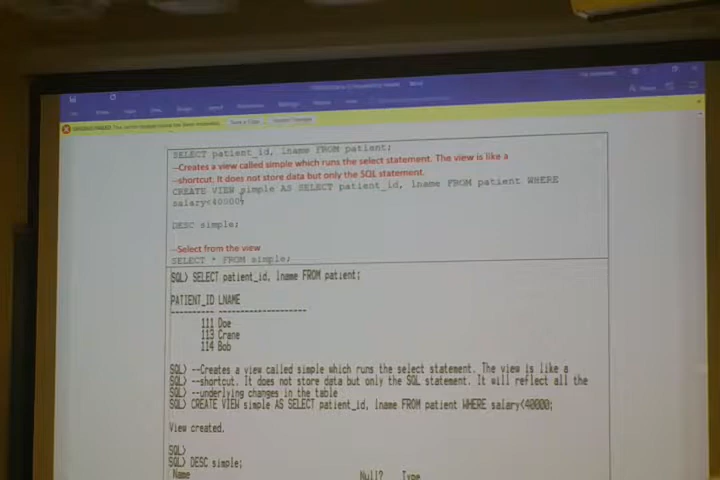 SELECT patient_id, lname FROM patient;
--Creates a view called simple which runs the select statement. The view is like a
--shortcut. It does not store data but only the SQL statement.
CREATE VIEW simple AS SELECT patient_id, lname FROM patient WHERE
salary<40000;
DESC simple;
--Select from the view
SELECT * FROM simple;
SQL> SELECT patient_id, lname FROM patient;
PATIENT_ID LNAME
---------- --------------------
111 Doe
113 Crane
114 Bob
SQL> --Creates a view called simple which runs the select statement. The view is like a
SQL> --shortcut. It does not store data but only the SQL statement. It will reflect all the
SQL> --underlying changes in the table
SQL> CREATE VIEW simple AS SELECT patient_id, lname FROM patient WHERE salary<40000;
View created.
SQL>
SQL> DESC simple;
Name Null? Type